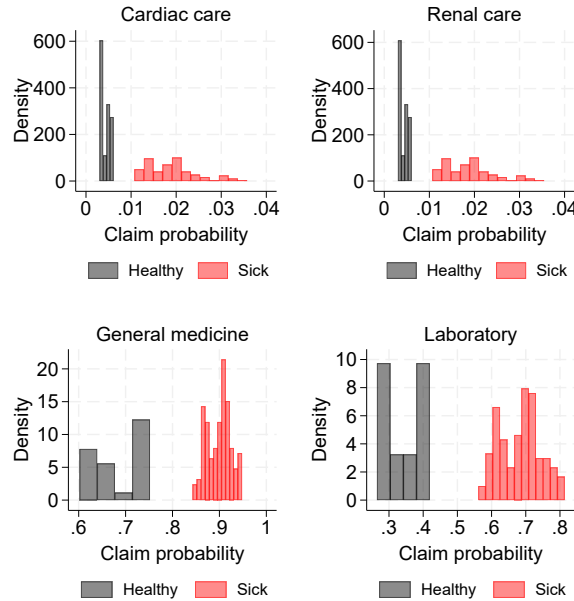 Cardiac care
Density
600
400
200
0
0 .01 .02 .03 .04
Claim probability
Healthy Sick
Renal care
Density
600
400
200
0
0 .01 .02 .03 .04
Claim probability
Healthy Sick
General medicine
Density
20
15
10
5
0
.6 .7 .8 .9 1
Claim probability
Healthy Sick
Laboratory
Density
10
8
6
4
2
0
.3 .4 .5 .6 .7 .8
Claim probability
Healthy Sick